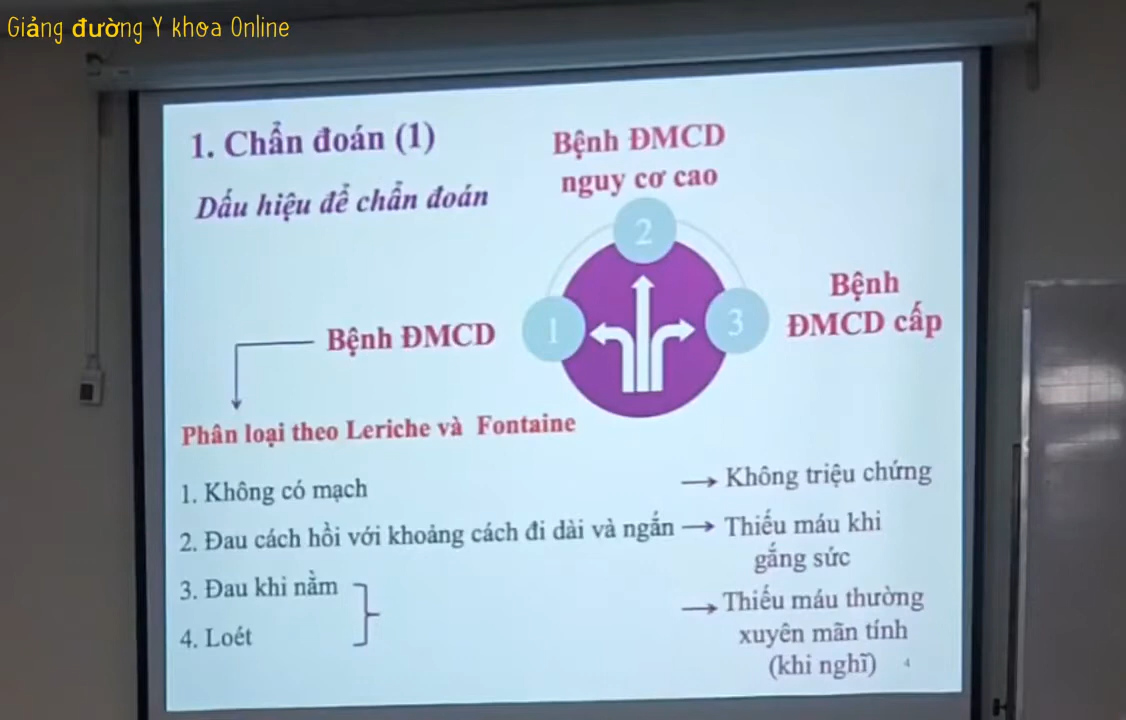 Giảng đường Y khoa Online
1. Chẩn đoán (1)
Dấu hiệu để chẩn đoán
Bệnh ĐMCD
nguy cơ cao
2
1
3
Bệnh
ĐMCD cấp
Bệnh ĐMCD
Phân loại theo Leriche và Fontaine
1. Không có mạch → Không triệu chứng
2. Đau cách hồi với khoảng cách đi dài và ngắn → Thiếu máu khi
gắng sức
3. Đau khi nằm
→ Thiếu máu thường
4. Loét
xuyên mãn tính
(khi nghĩ)
4